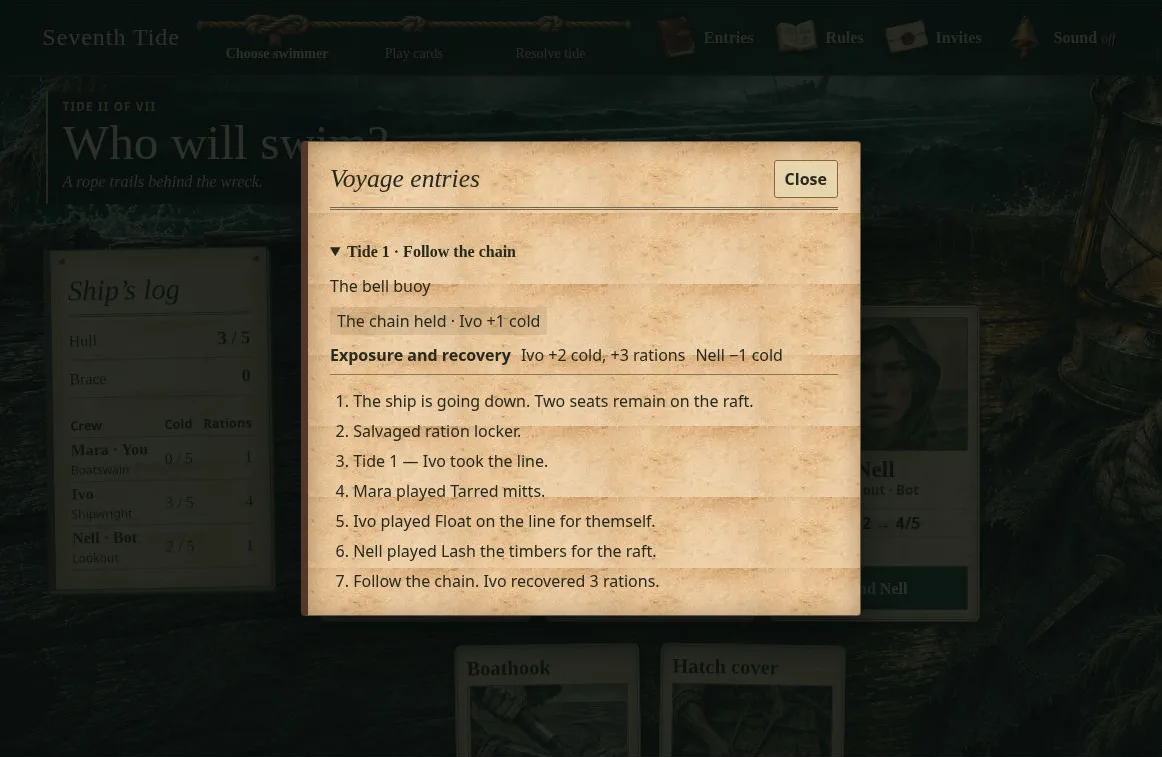 Seventh Tide
Choose swimmer
Play cards
Resolve tide
Entries
Rules
Invites
Sound off
TIDE II OF VII
Who will swim?
A rope trails behind the wreck.
Ship's log
Hull 3 / 5
Brace 0
Crew Cold Rations
Mara · You 0 / 5 1
Boatswain
Ivo 3 / 5 4
Shipwright
Nell · Bot 2 / 5 1
Lookout
Voyage entries
Close
▼ Tide 1 · Follow the chain
The bell buoy
The chain held · Ivo +1 cold
Exposure and recovery Ivo +2 cold, +3 rations Nell −1 cold
1. The ship is going down. Two seats remain on the raft.
2. Salvaged ration locker.
3. Tide 1 — Ivo took the line.
4. Mara played Tarred mitts.
5. Ivo played Float on the line for themself.
6. Nell played Lash the timbers for the raft.
7. Follow the chain. Ivo recovered 3 rations.
Nell
out · Bot
2 → 4/5
nd Nell
Boathook
Hatch cover